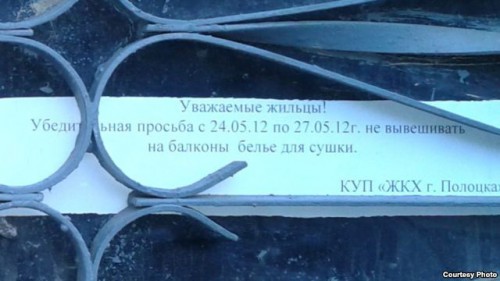 Уважаемые жильцы!
Убедительная просьба с 24.05.12 по 27.05.12г. не вывешивать
на балконы белье для сушки.
КУП «ЖКХ г. Полоцка
Courtesy Photo